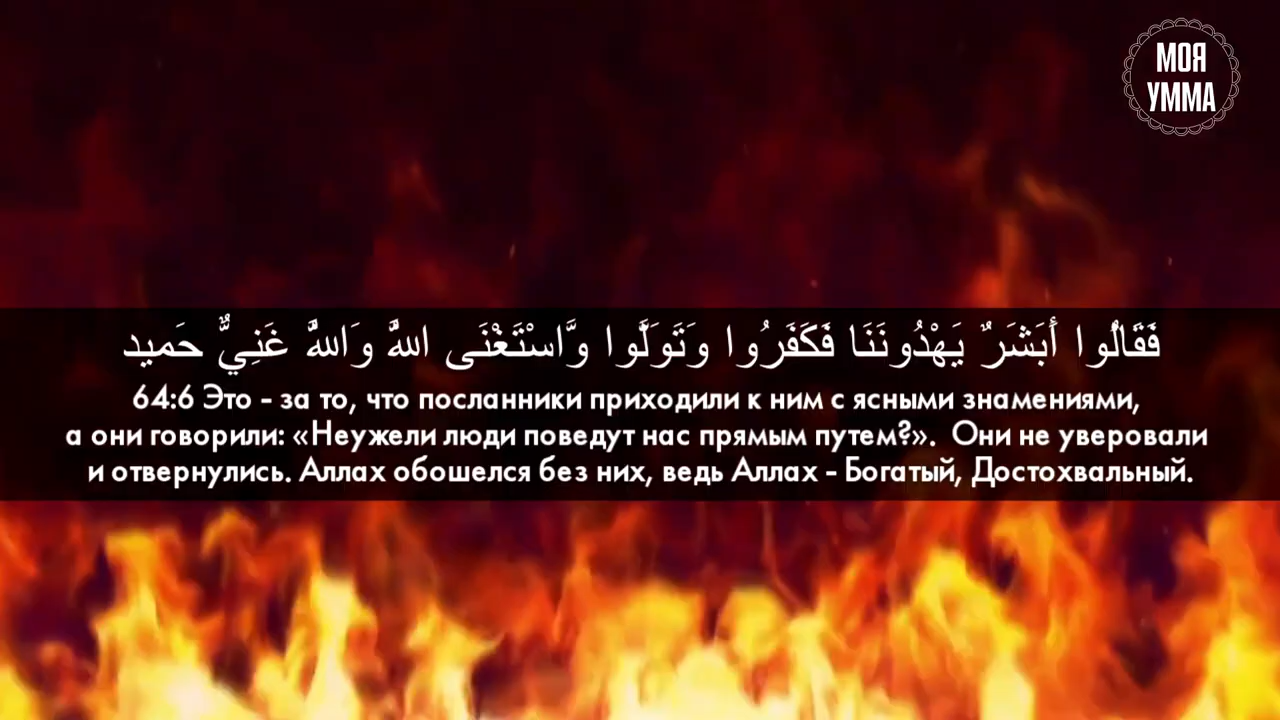 МОЯ
УММА
فَقَالُوا أَبَشَرٌ يَهْدُونَنَا فَكَفَرُوا وَتَوَلَّوا وَّاسْتَغْنَى اللهُ وَاللهُ غَنِيٌّ حَمِيد
64:6 Это - за то, что посланники приходили к ним с ясными знамениями,
а они говорили: «Неужели люди поведут нас прямым путем?». Они не уверовали
и отвернулись. Аллах обошелся без них, ведь Аллах - Богатый, Достохвальный.